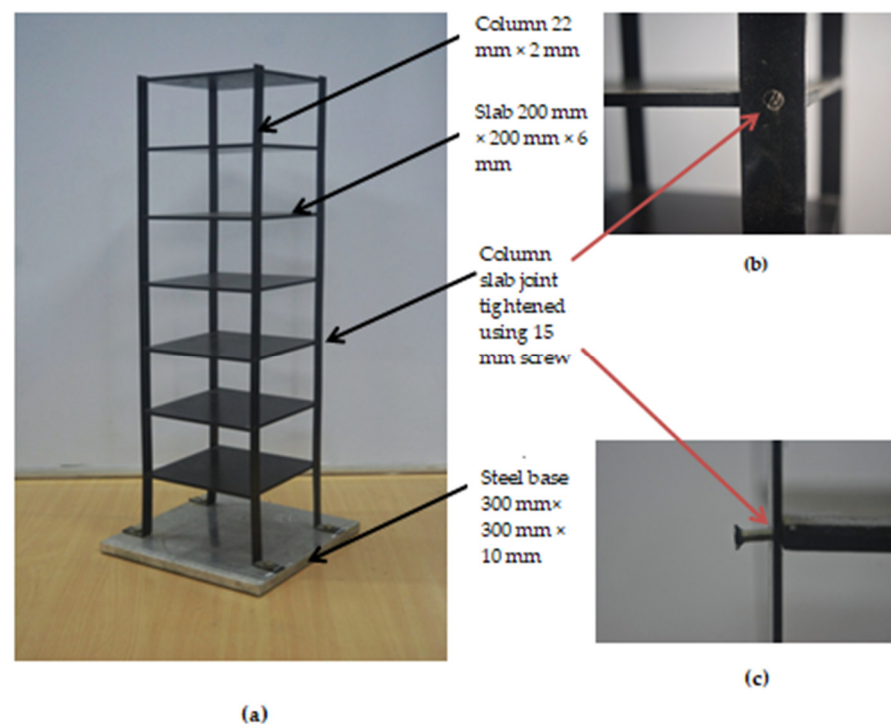 Column 22
mm × 2 mm
Slab 200 mm
× 200 mm × 6
mm
Column
slab joint
tightened
using 15
mm screw
Steel base
300 mm×
300 mm ×
10 mm
(a)
(b)
(c)